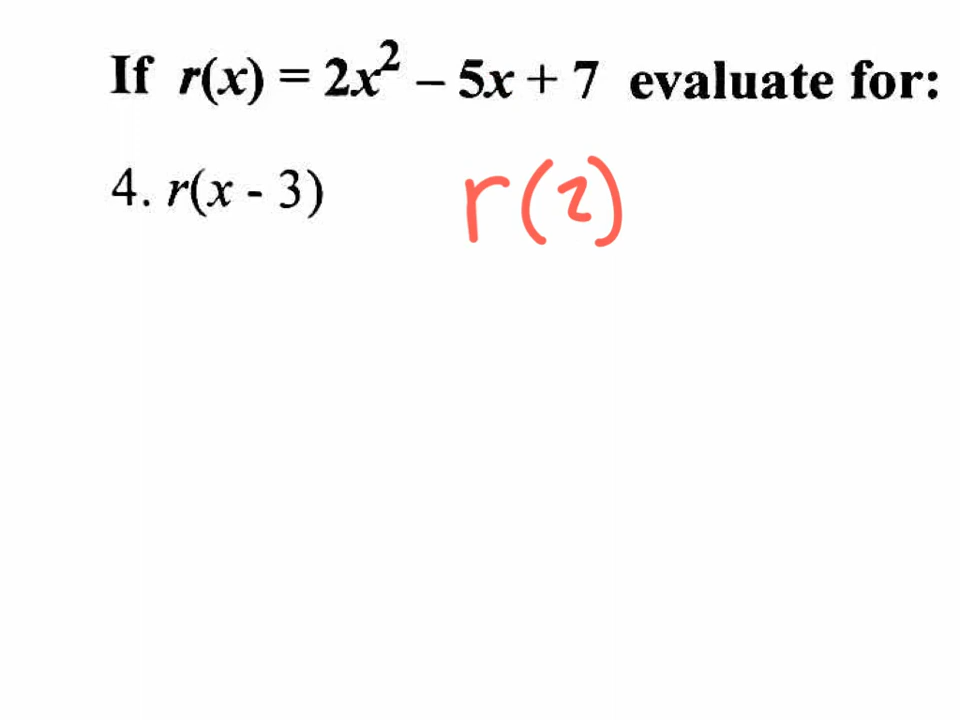 If r(x) = 2x² – 5x + 7 evaluate for:
4. r(x - 3) r(2)